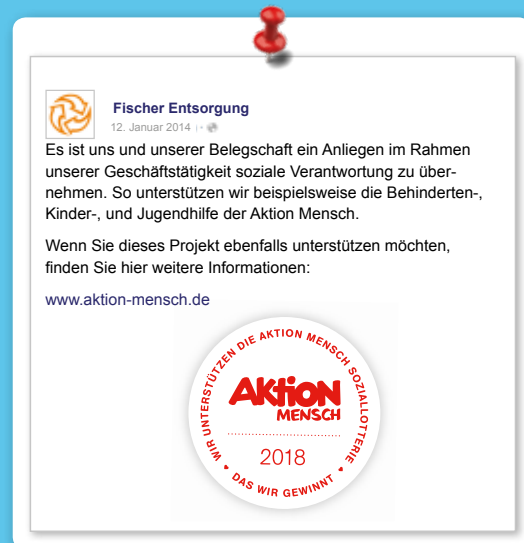 Fischer Entsorgung
12. Januar 2014
Es ist uns und unserer Belegschaft ein Anliegen im Rahmen
unserer Geschäftstätigkeit soziale Verantwortung zu über-
nehmen. So unterstützen wir beispielsweise die Behinderten-,
Kinder-, und Jugendhilfe der Aktion Mensch.
Wenn Sie dieses Projekt ebenfalls unterstützen möchten,
finden Sie hier weitere Informationen:
www.aktion-mensch.de
WIR UNTERSTÜTZEN DIE AKTION MENSCH SOZIALLOTTERIE
AKTION
MENSCH
2018
DAS WIR GEWINNT